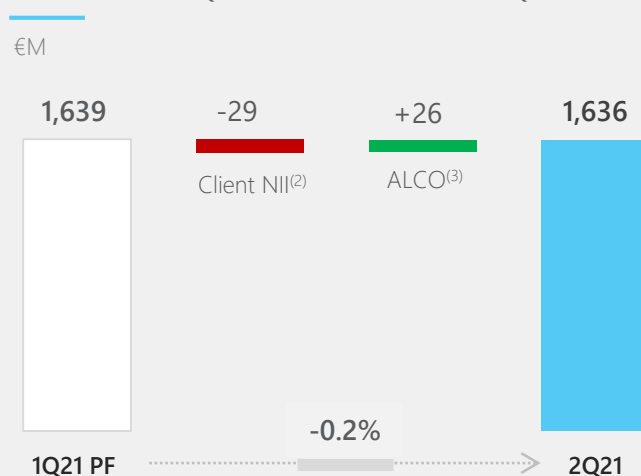 €M
1,639 -29 +26 1,636
Client NII(2) ALCO(3)
-0.2%
1Q21 PF 2Q21